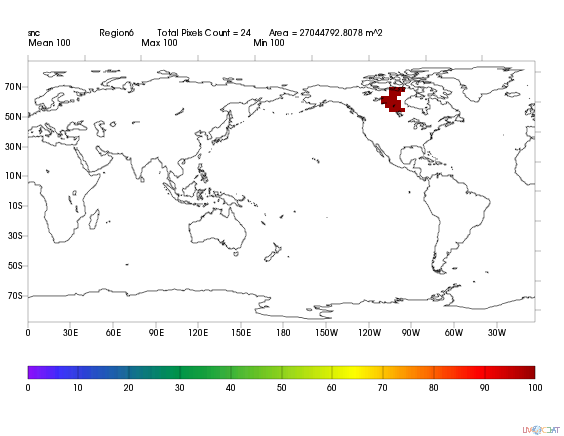 snc Region6 Total Pixels Count = 24 Area = 27044792.8078 m^2
Mean 100 Max 100 Min 100
70N
50N
30N
10N
10S
30S
50S
70S
0 30E 60E 90E 120E 150E 180 150W 120W 90W 60W 30W
0 10 20 30 40 50 60 70 80 90 100